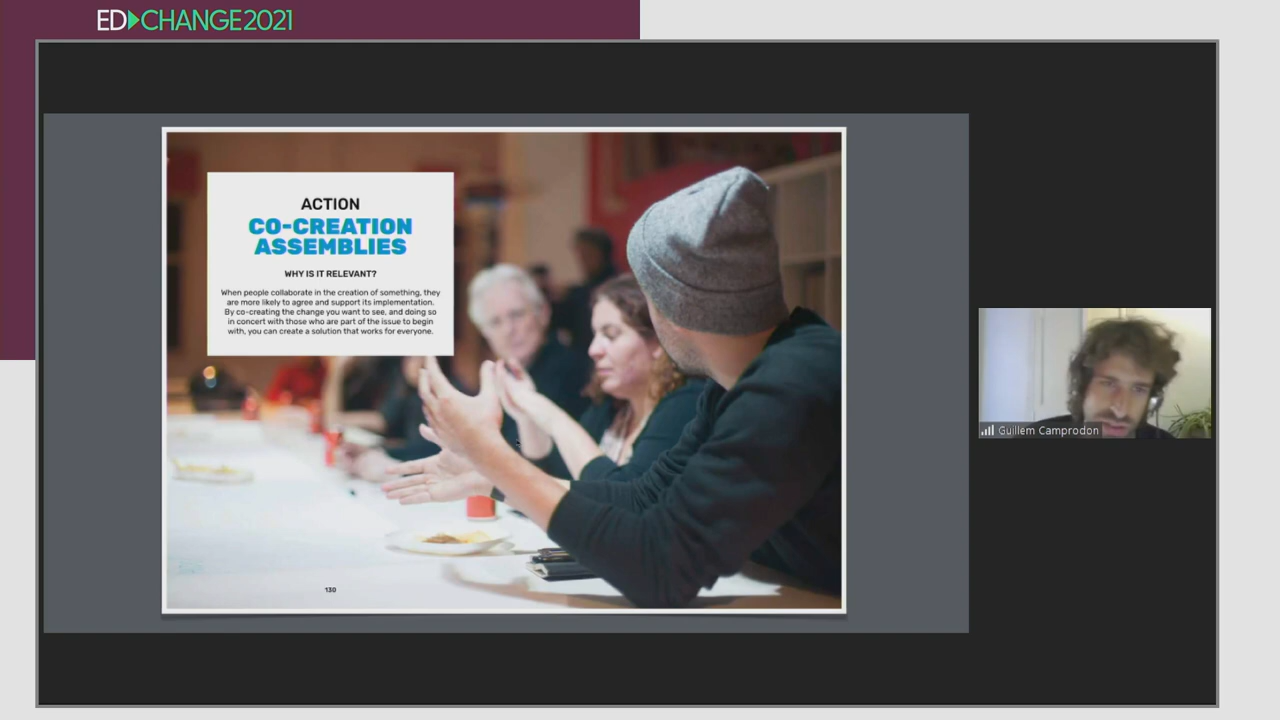 ED▶CHANGE2021
ACTION
CO-CREATION
ASSEMBLIES
WHY IS IT RELEVANT?
When people collaborate in the creation of something, they
are more likely to agree and support its implementation.
By co-creating the change you want to see, and doing so
in concert with those who are part of the issue to begin
with, you can create a solution that works for everyone.
130
Guillem Camprodon